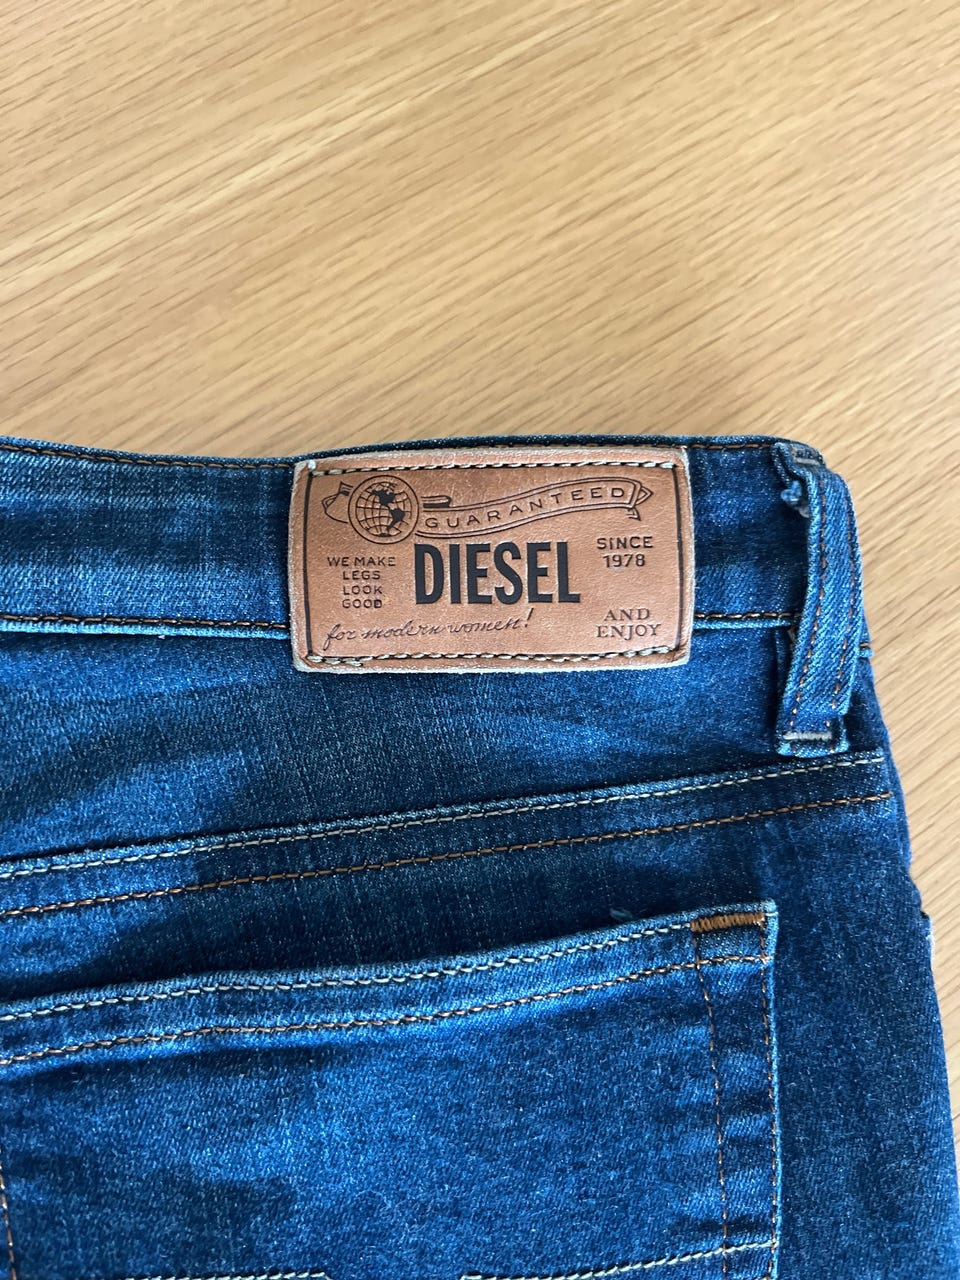 GUARANTEED
WE MAKE
LEGS
LOOK
GOOD
DIESEL
SINCE
1978
for modern women!
AND
ENJOY